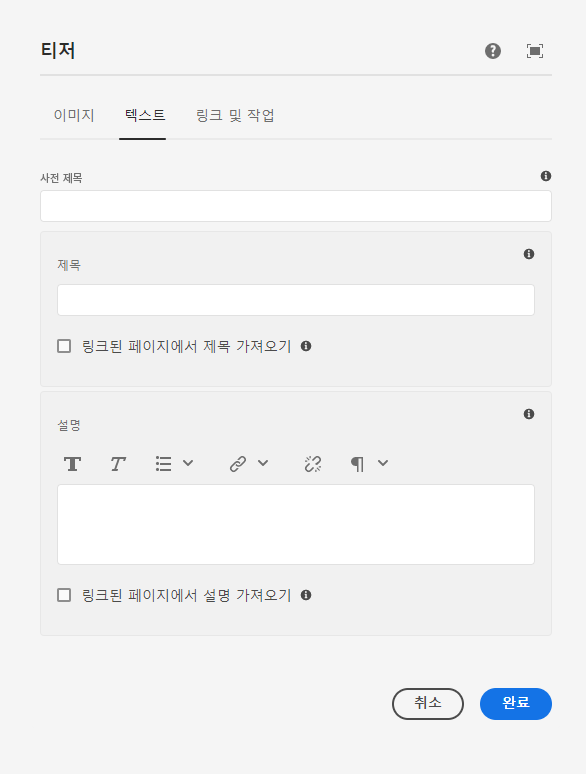 티저
이미지 텍스트 링크 및 작업
사전 제목
제목
링크된 페이지에서 제목 가져오기
설명
링크된 페이지에서 설명 가져오기
취소 완료